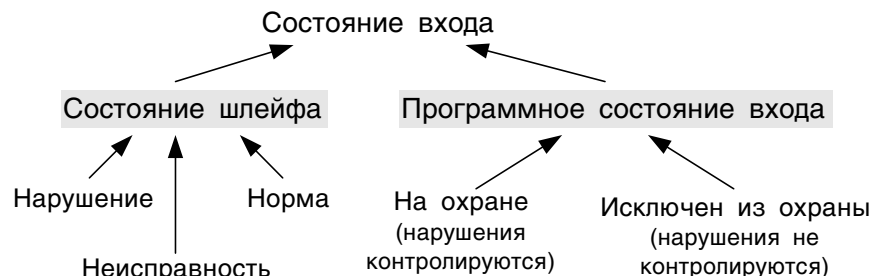 Состояние входа
Состояние шлейфа
Программное состояние входа
Нарушение
Норма
Неисправность
На охране
(нарушения
контролируются)
Исключен из охраны
(нарушения не
контролируются)